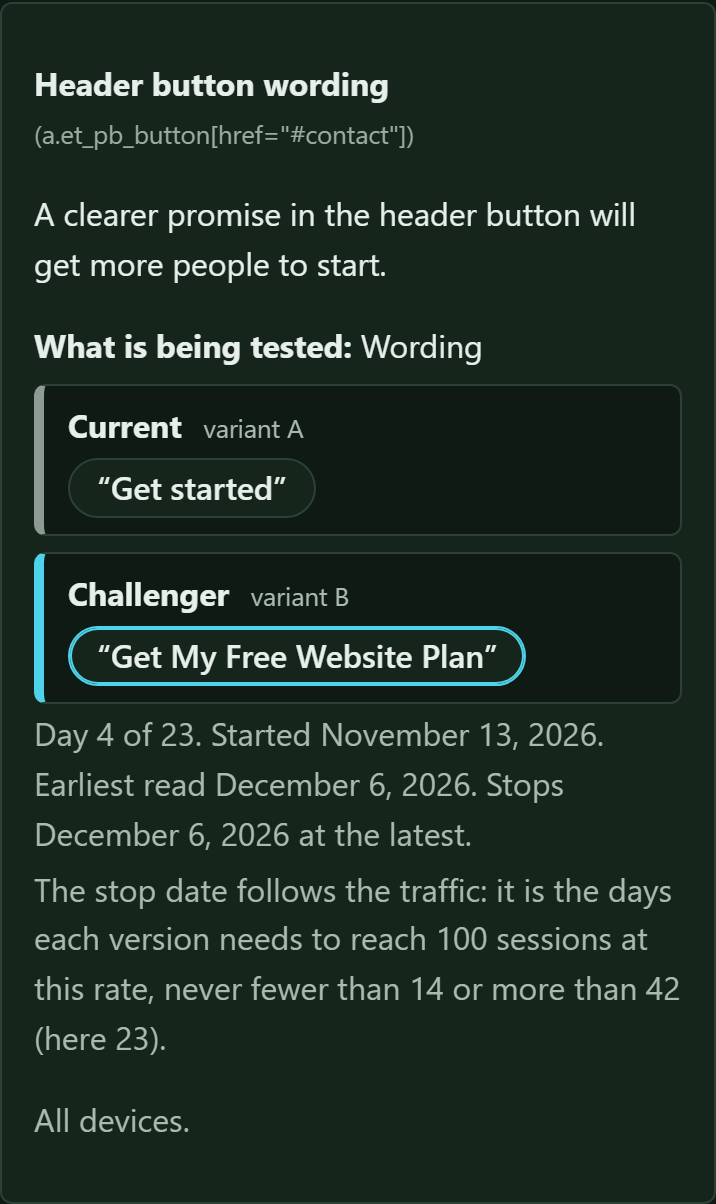 Header button wording
(a.et_pb_button[href="#contact"])
A clearer promise in the header button will
get more people to start.
What is being tested: Wording
Current variant A
“Get started”
Challenger variant B
“Get My Free Website Plan”
Day 4 of 23. Started November 13, 2026.
Earliest read December 6, 2026. Stops
December 6, 2026 at the latest.
The stop date follows the traffic: it is the days
each version needs to reach 100 sessions at
this rate, never fewer than 14 or more than 42
(here 23).
All devices.